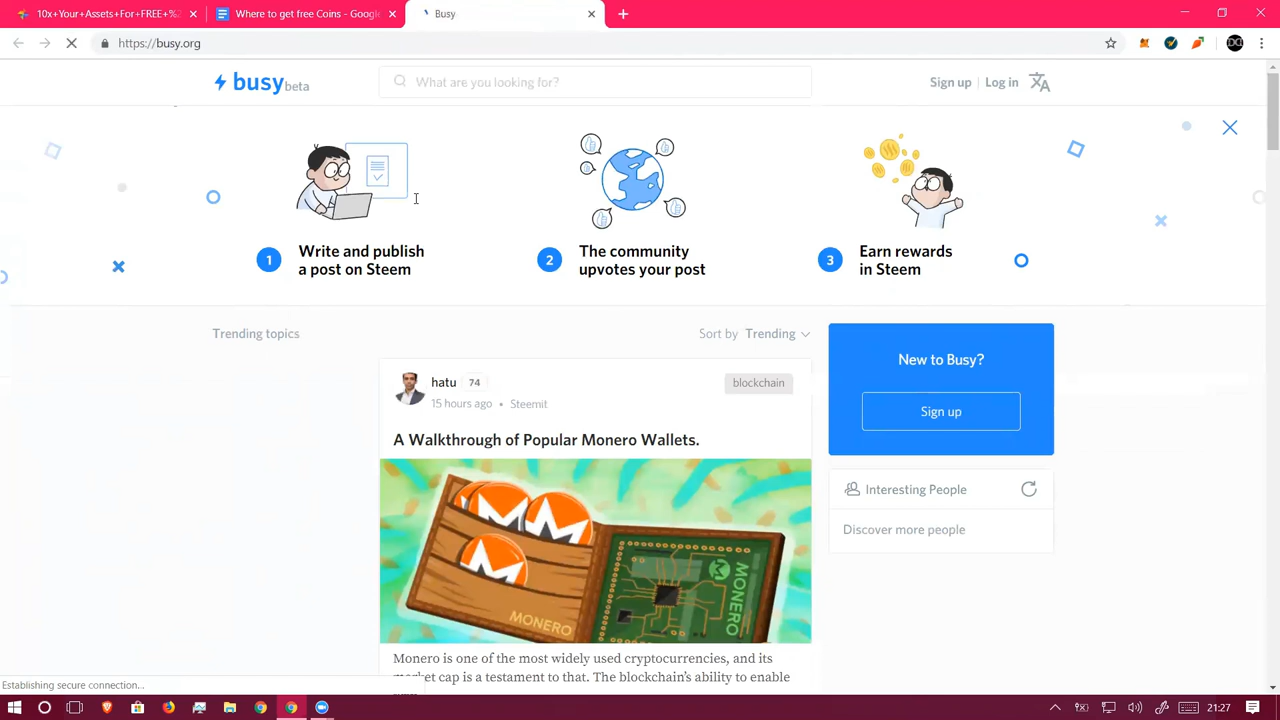 10x+Your+Assets+For+FREE+%
Where to get free Coins - Google
Busy
https://busy.org
busy beta
What are you looking for?
Sign up | Log in
1 Write and publish
a post on Steem
2 The community
upvotes your post
3 Earn rewards
in Steem
Trending topics
Sort by Trending
New to Busy?
Sign up
hatu 74
blockchain
15 hours ago • Steemit
A Walkthrough of Popular Monero Wallets.
MONERO
MONERO
Interesting People
Discover more people
Monero is one of the most widely used cryptocurrencies, and its
market cap is a testament to that. The blockchain's ability to enable
Establishing secure connection...
21:27